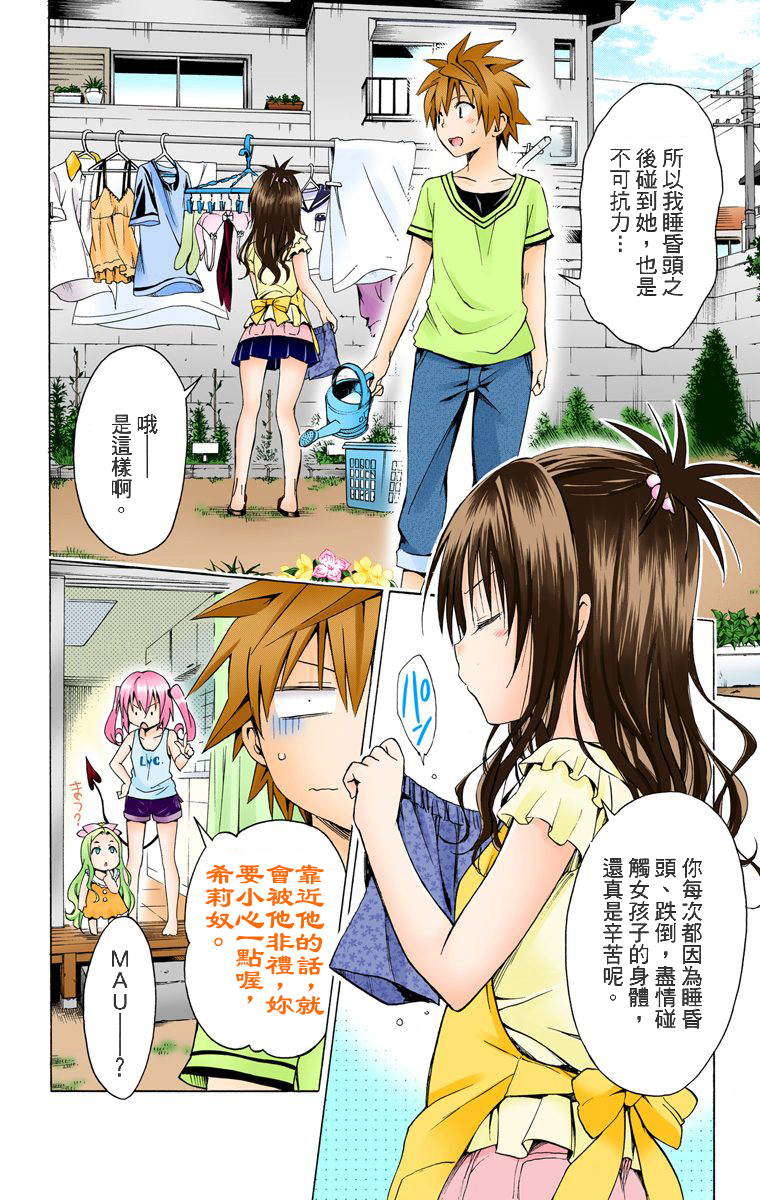 所以我睡昏頭之
後碰到她，也是
不可抗力…
哦——
是這樣啊。
パン
你每次都因為睡昏
頭、跌倒，盡情碰
觸女孩子的身體，
還真是辛苦呢。
靠近他的話，就
會被他非禮，妳
要小心一點喔，
希莉奴。
L.C.
まう？
MAU——？